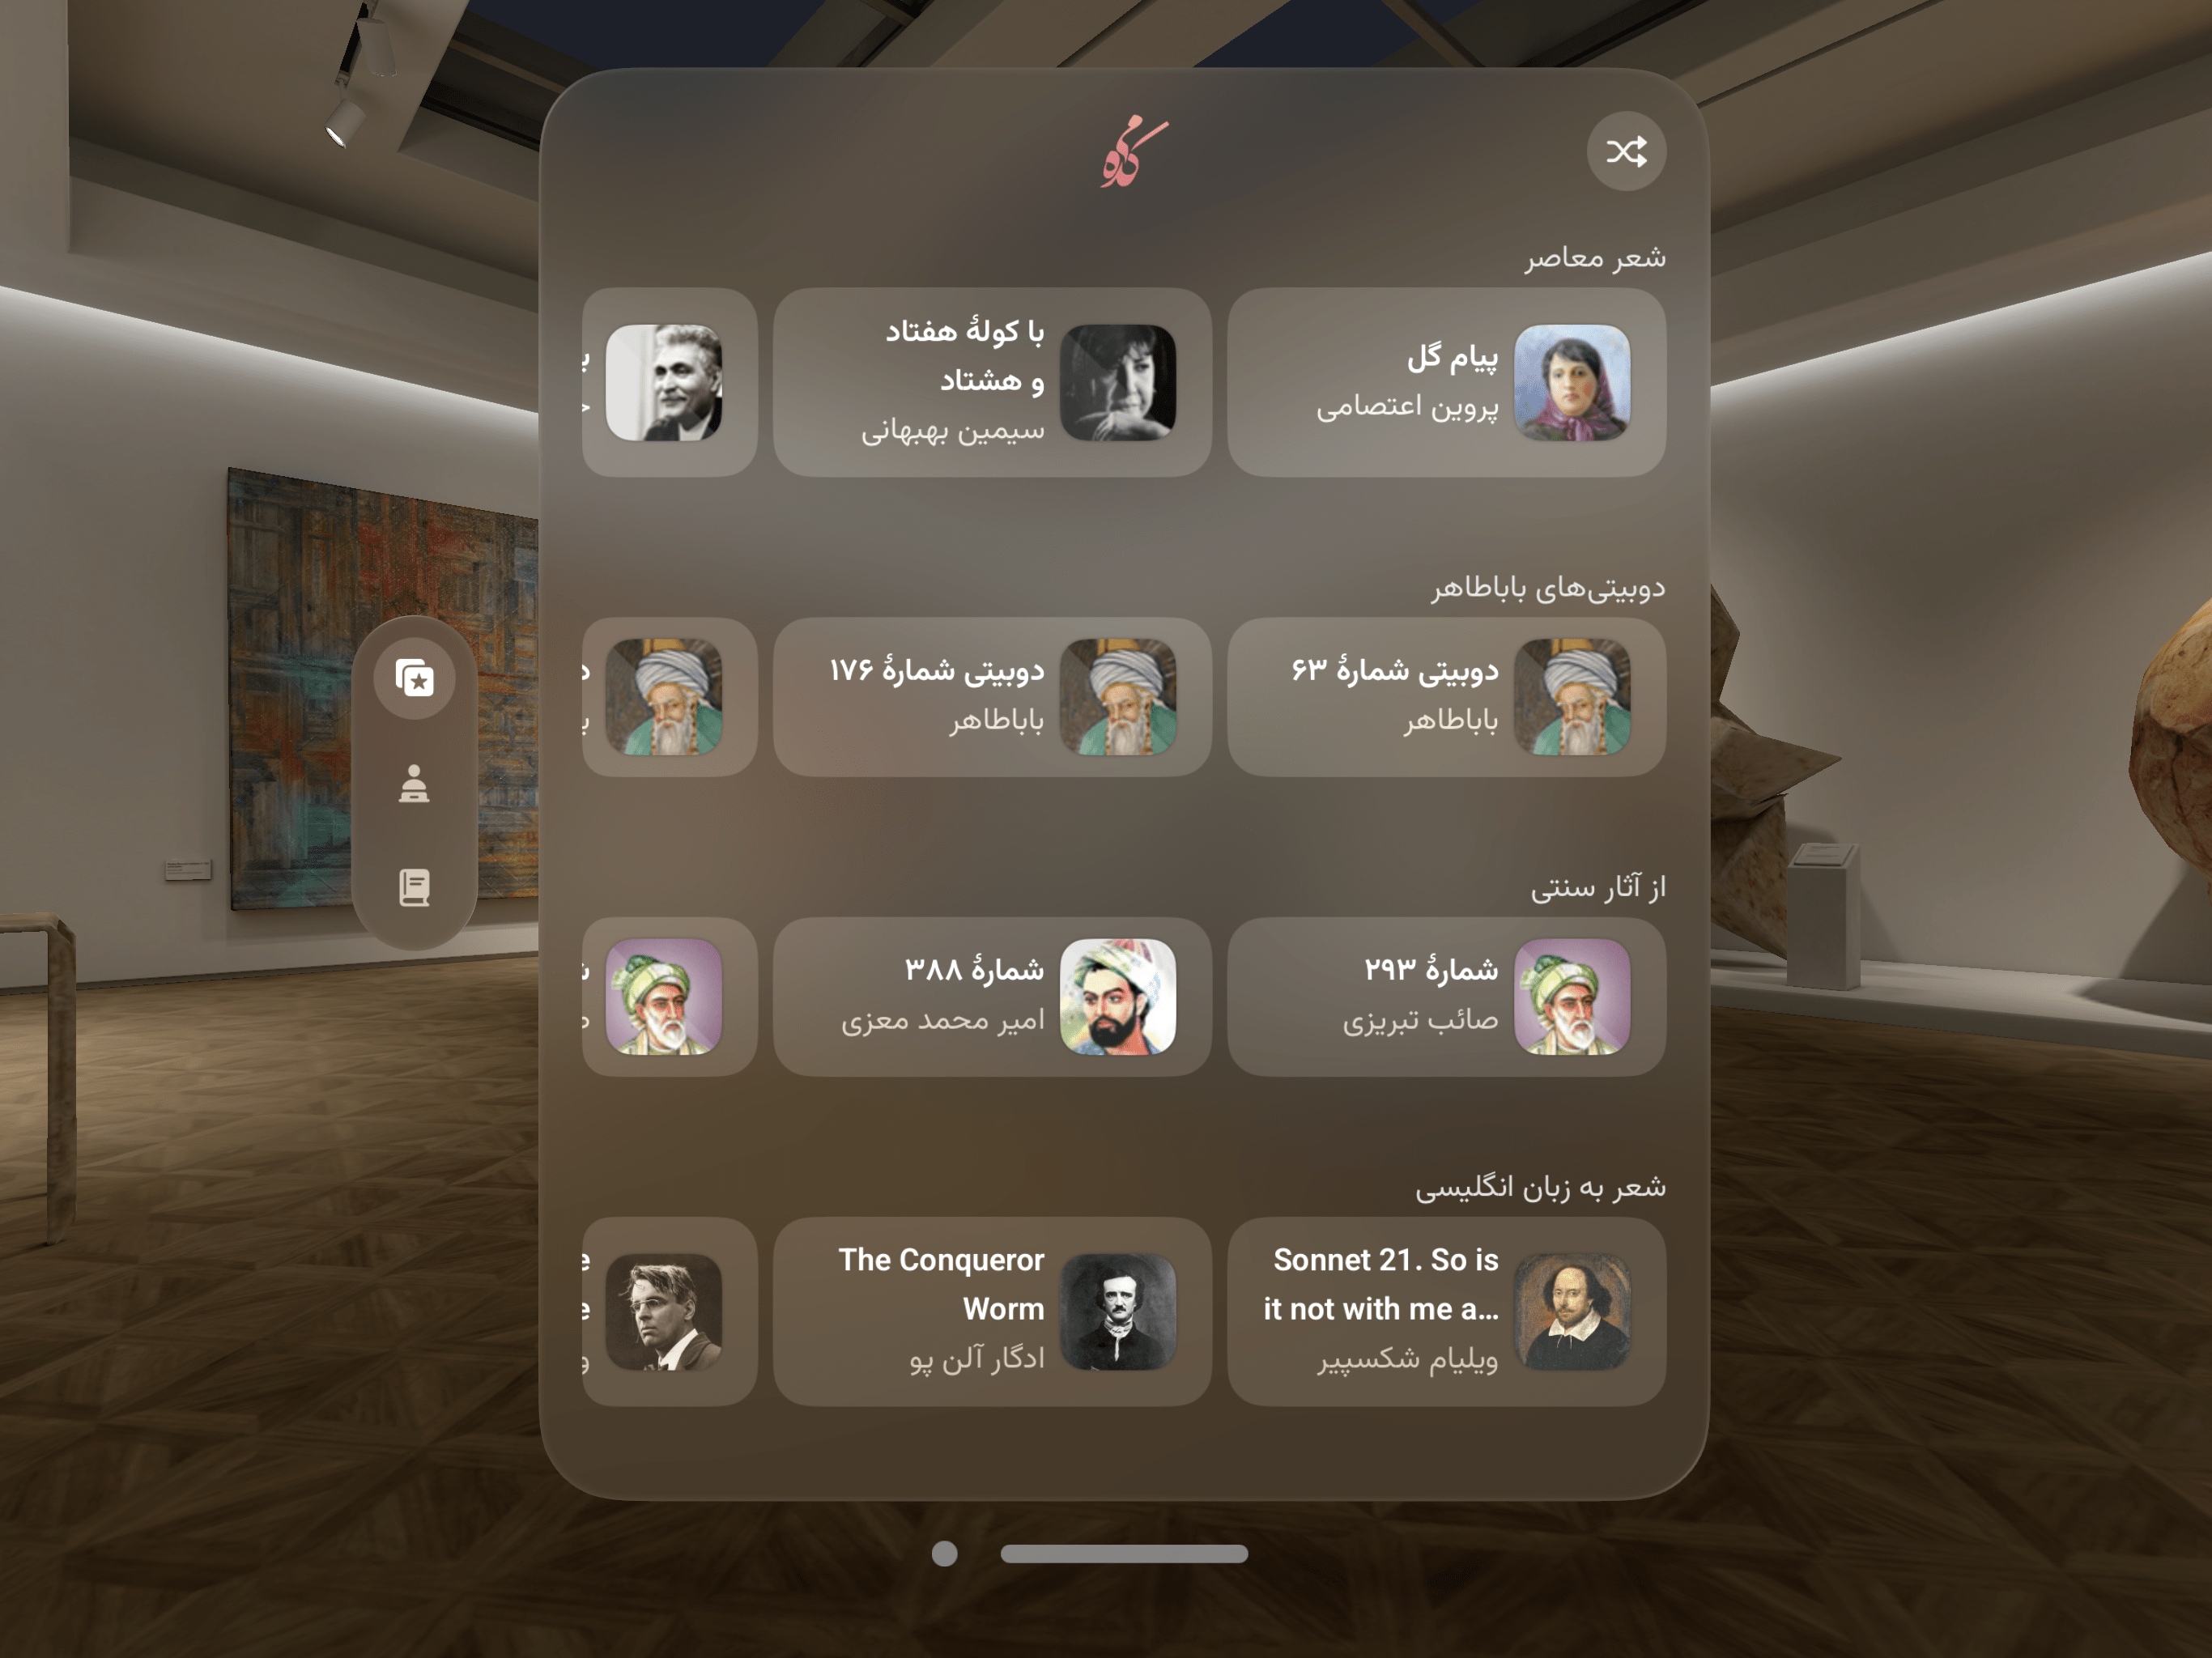 شعر معاصر
پیام گل
پروین اعتصامی
با کولهٔ هفتاد
و هشتاد
سیمین بهبهانی
دوبیتی‌های باباطاهر
دوبیتی شمارهٔ ۶۳
باباطاهر
دوبیتی شمارهٔ ۱۷۶
باباطاهر
از آثار سنتی
شمارهٔ ۲۹۳
صائب تبریزی
شمارهٔ ۳۸۸
امیر محمد معزی
شعر به زبان انگلیسی
Sonnet 21. So is
it not with me a...
ویلیام شکسپیر
The Conqueror
Worm
ادگار آلن پو